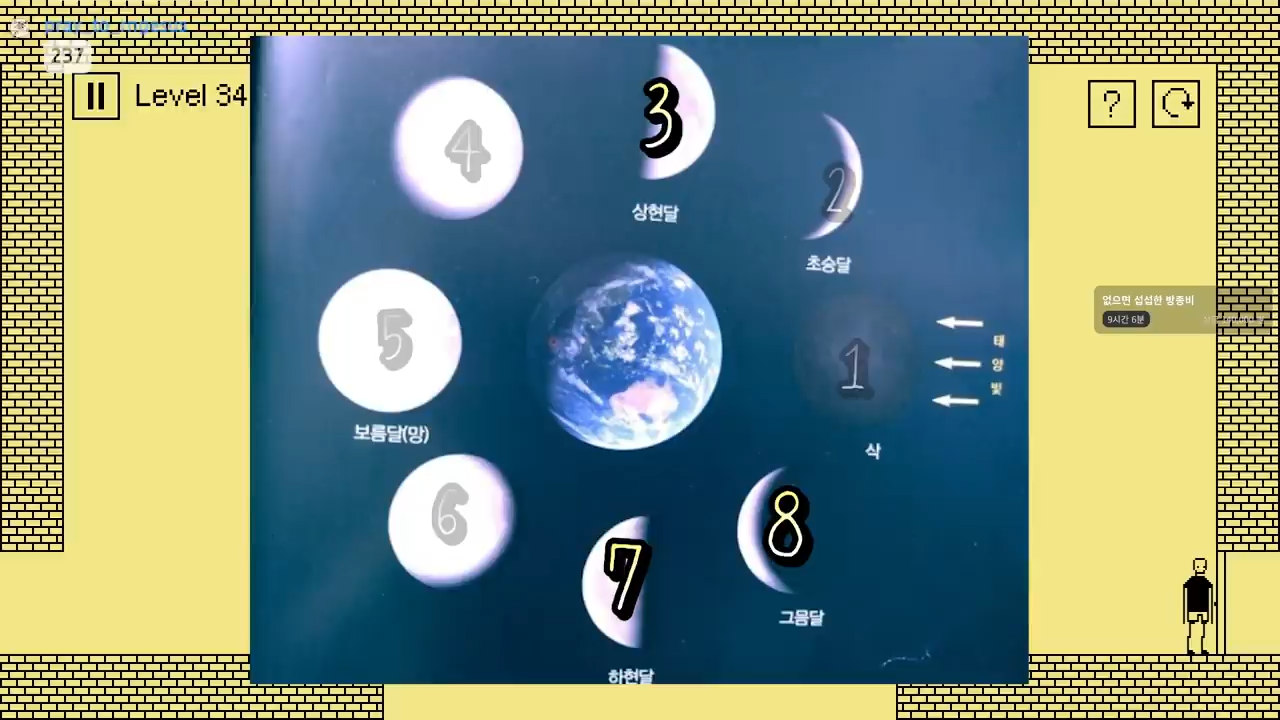 237
Level 34
?
4
3
2
상현달
초승달
5
1
태
양
빛
보름달(망)
삭
6
7
8
그믐달
하현달
없으면 섭섭한 방종비
9시간 6분